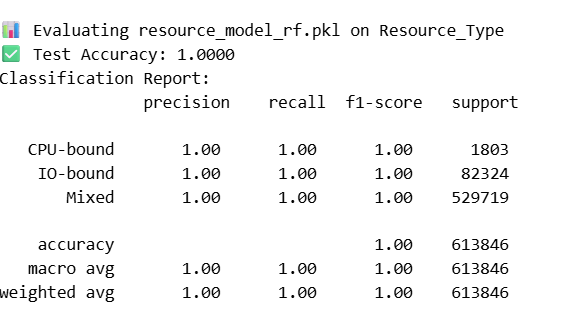 📊 Evaluating resource_model_rf.pkl on Resource_Type
✅ Test Accuracy: 1.0000
Classification Report:
precision recall f1-score support
CPU-bound 1.00 1.00 1.00 1803
IO-bound 1.00 1.00 1.00 82324
Mixed 1.00 1.00 1.00 529719
accuracy 1.00 613846
macro avg 1.00 1.00 1.00 613846
weighted avg 1.00 1.00 1.00 613846